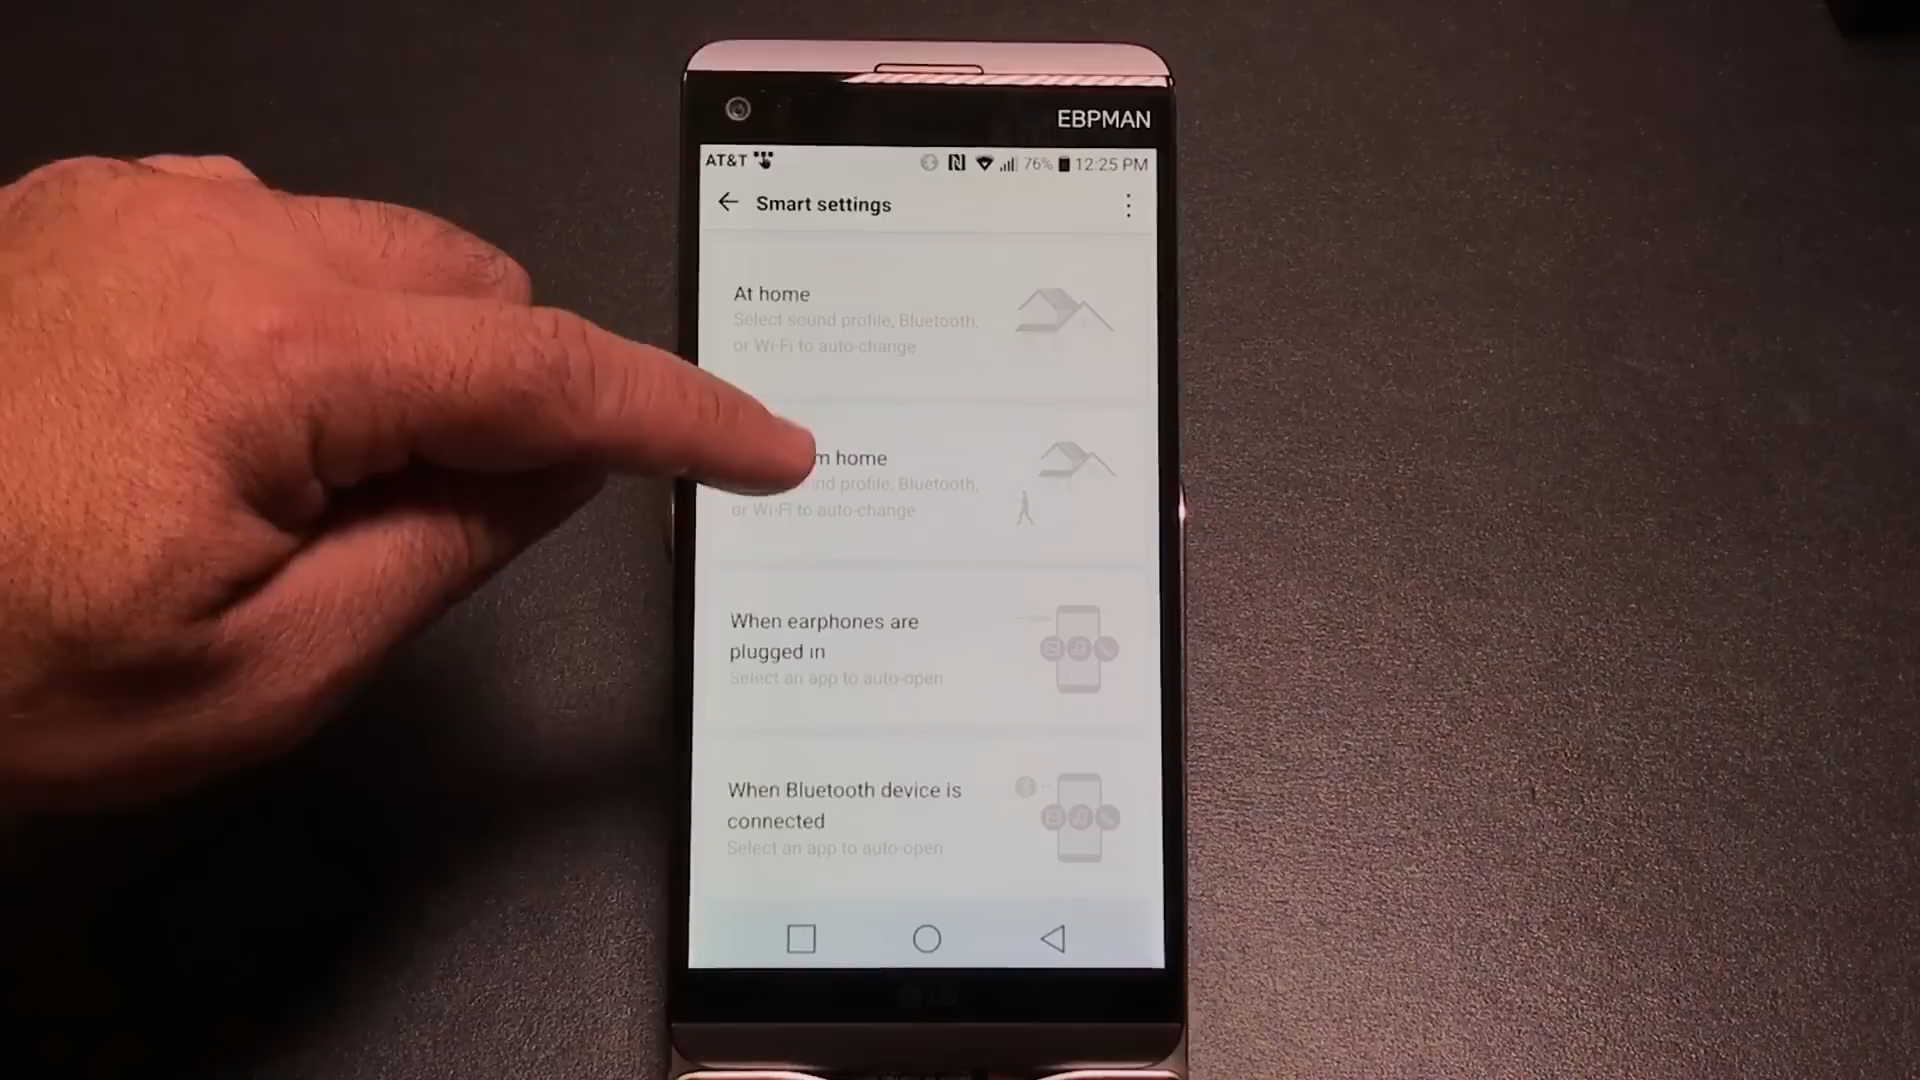 EBPMAN
AT&T 76% 12:25 PM
Smart settings
At home
Select sound profile, Bluetooth,
or Wi-Fi to auto-change
m home
und profile, Bluetooth,
or Wi-Fi to auto-change
When earphones are
plugged in
Select an app to auto-open
When Bluetooth device is
connected
Select an app to auto-open
LG